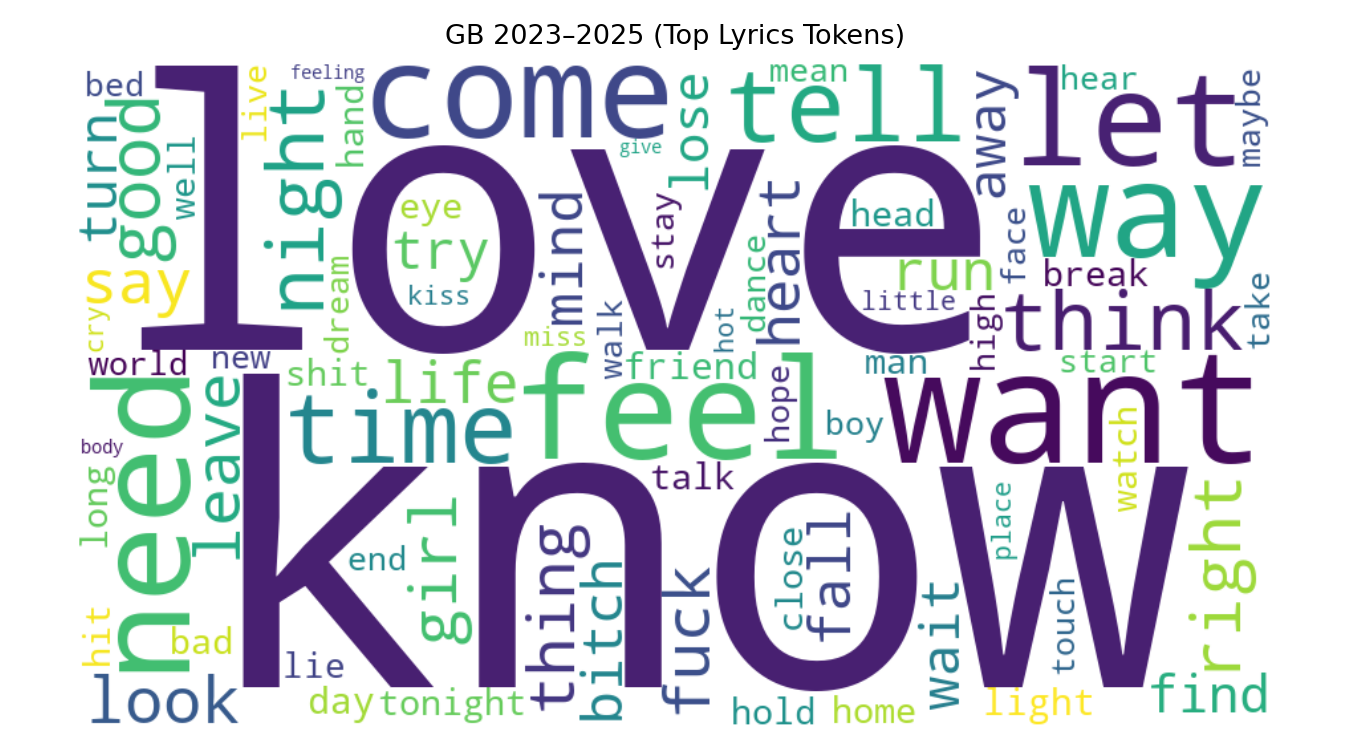 GB 2023–2025 (Top Lyrics Tokens)
bed
live
feeling
come
lose
tell
mean
away
let
hear
maybe
turn
good
well
night
hand
love
give
way
eye
try
mind
stay
heart
head
face
say
dream
kiss
dance
run
break
take
cry
little
high
think
world
new
miss
walk
hot
man
start
shit
life
friend
need
leave
time
feel
hope
boy
want
watch
body
know
talk
long
girl
end
thing
bitch
fuck
close
fall
place
right
hit
bad
lie
wait
touch
look
day
tonight
hold
home
light
find